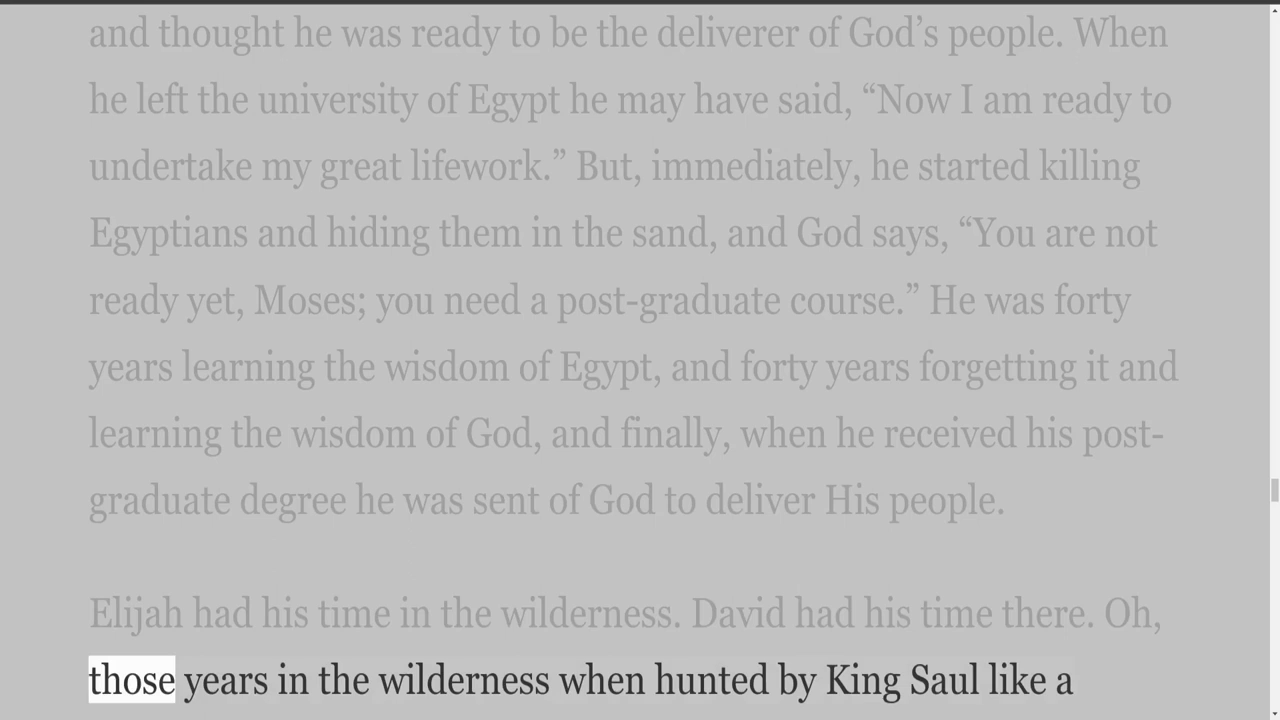 and thought he was ready to be the deliverer of God’s people. When
he left the university of Egypt he may have said, “Now I am ready to
undertake my great lifework.” But, immediately, he started killing
Egyptians and hiding them in the sand, and God says, “You are not
ready yet, Moses; you need a post-graduate course.” He was forty
years learning the wisdom of Egypt, and forty years forgetting it and
learning the wisdom of God, and finally, when he received his post-
graduate degree he was sent of God to deliver His people.
Elijah had his time in the wilderness. David had his time there. Oh,
those years in the wilderness when hunted by King Saul like a